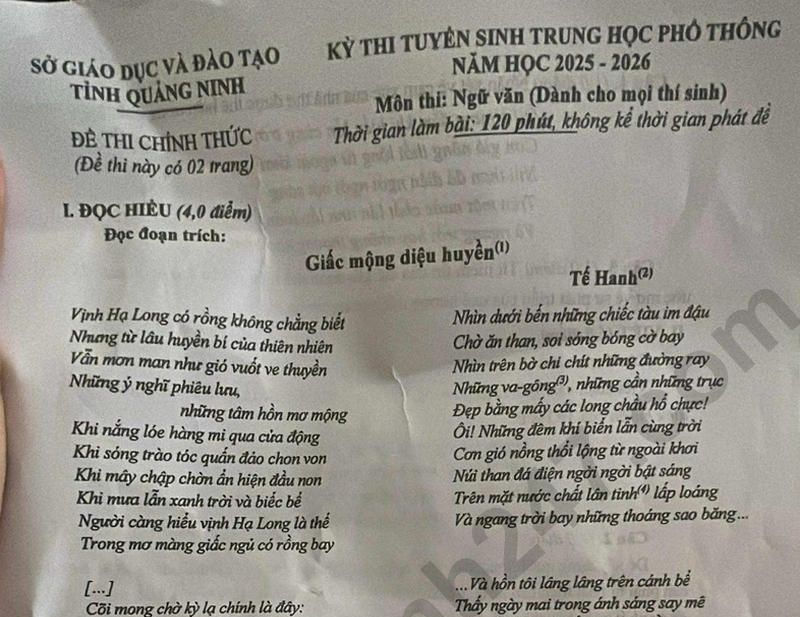 SỞ GIÁO DỤC VÀ ĐÀO TẠO
TỈNH QUẢNG NINH
ĐỀ THI CHÍNH THỨC
(Đề thi này có 02 trang)
KỲ THI TUYỂN SINH TRUNG HỌC PHỔ THÔNG
NĂM HỌC 2025 - 2026
Môn thi: Ngữ văn (Dành cho mọi thí sinh)
Thời gian làm bài: 120 phút, không kể thời gian phát đề
I. ĐỌC HIỂU (4,0 điểm)
Đọc đoạn trích:
Giấc mộng diệu huyền(1)
Tế Hanh(2)
Vịnh Hạ Long có rồng không chẳng biết
Nhưng từ lâu huyền bí của thiên nhiên
Vẫn mơn man như gió vuốt ve thuyền
Những ý nghĩ phiêu lưu,
những tâm hồn mơ mộng
Khi nắng lóe hàng mi qua cửa động
Khi sóng trào tóc quấn đảo chon von
Khi mây chập chờn ẩn hiện đầu non
Khi mưa lẫn xanh trời và biếc bể
Người càng hiểu vịnh Hạ Long là thế
Trong mơ màng giấc ngủ có rồng bay
[...]
Cõi mong chờ kỳ lạ chính là đây:
Nhìn dưới bến những chiếc tàu im đậu
Chờ ăn than, soi sóng bóng cờ bay
Nhìn trên bờ chi chít những đường ray
Những va-gông(3), những cần những trục
Đẹp bằng mấy các long chầu hổ chực!
Ôi! Những đêm khi biển lẫn cùng trời
Cơn gió nồng thổi lộng từ ngoài khơi
Núi than đá điện ngời ngời bật sáng
Trên mặt nước chất lân tinh(4) lấp loáng
Và ngang trời bay những thoáng sao băng...
...Và hồn tôi lâng lâng trên cánh bể
Thấy ngày mai trong ánh sáng say mê